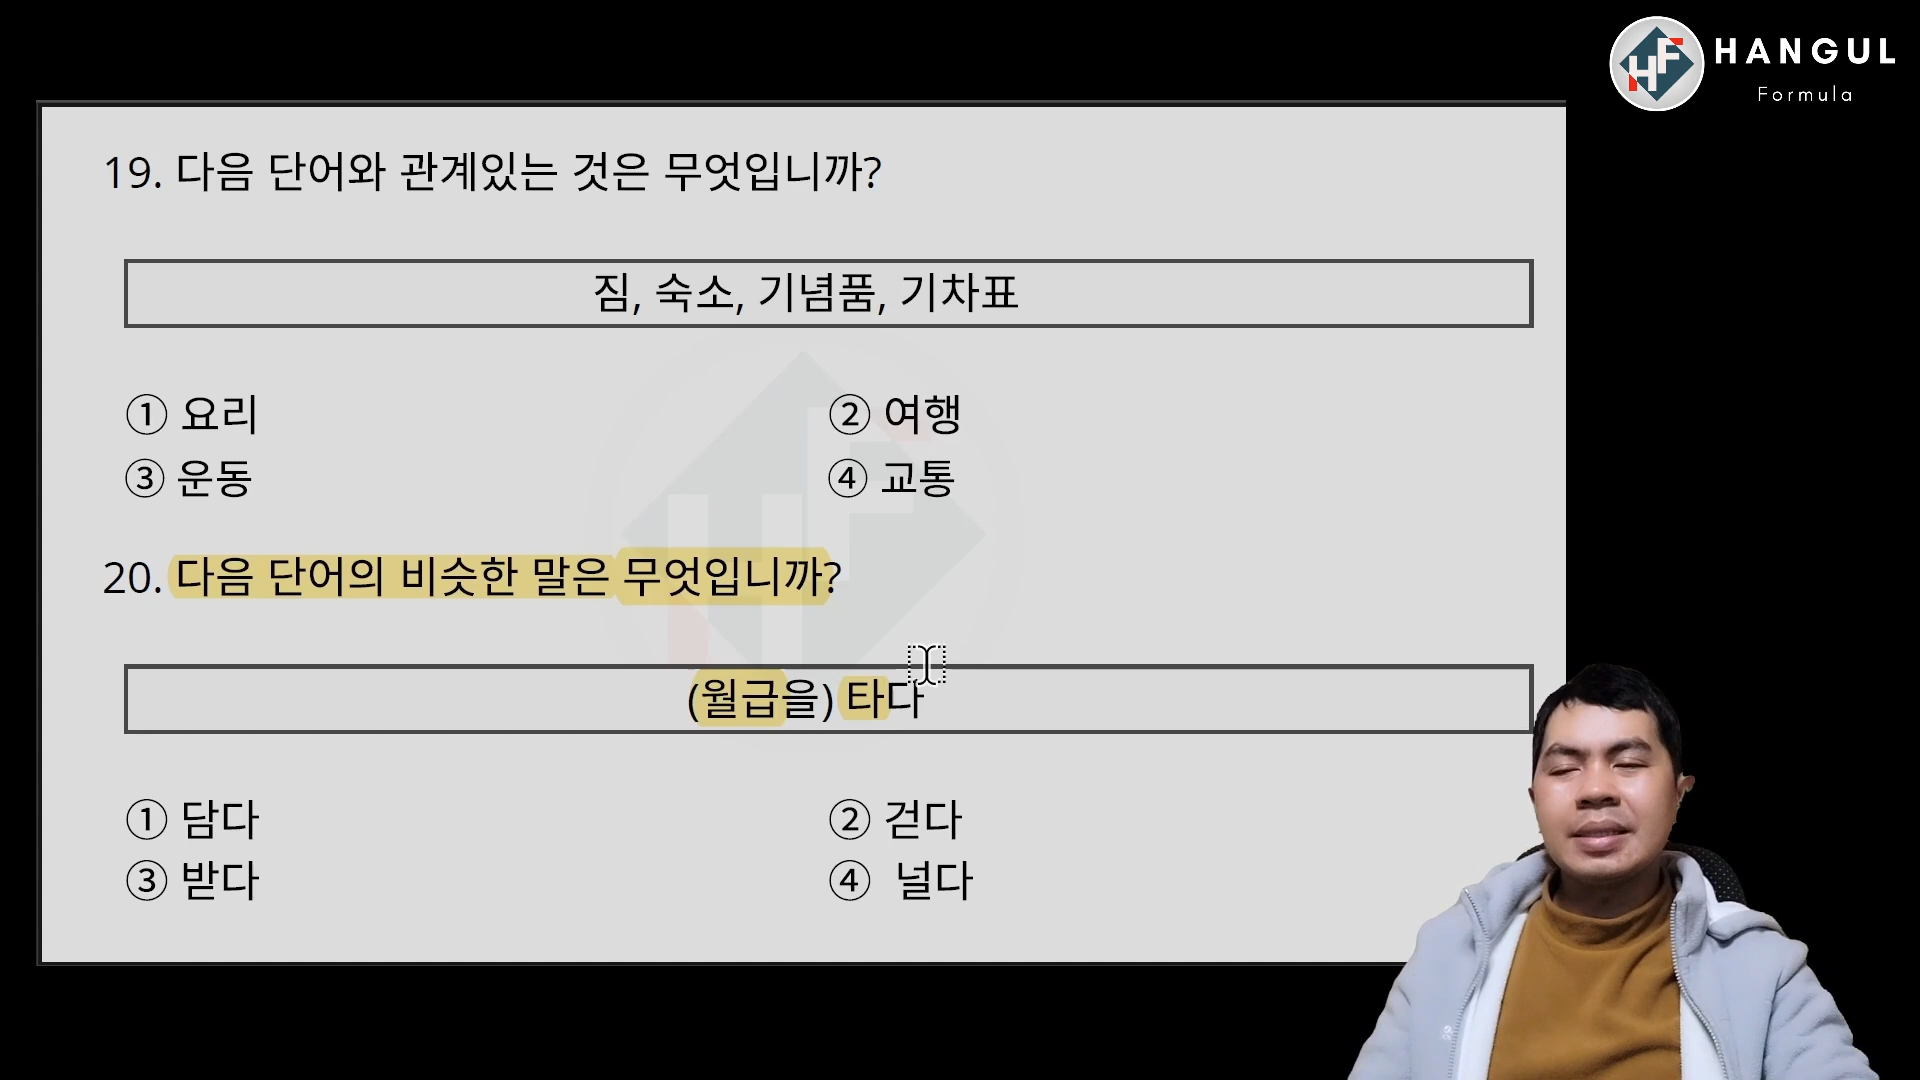 HANGUL
Formula
19. 다음 단어와 관계있는 것은 무엇입니까?
짐, 숙소, 기념품, 기차표
① 요리
② 여행
③ 운동
④ 교통
20. 다음 단어의 비슷한 말은 무엇입니까?
(월급을) 타다
① 담다
② 걷다
③ 받다
④ 널다